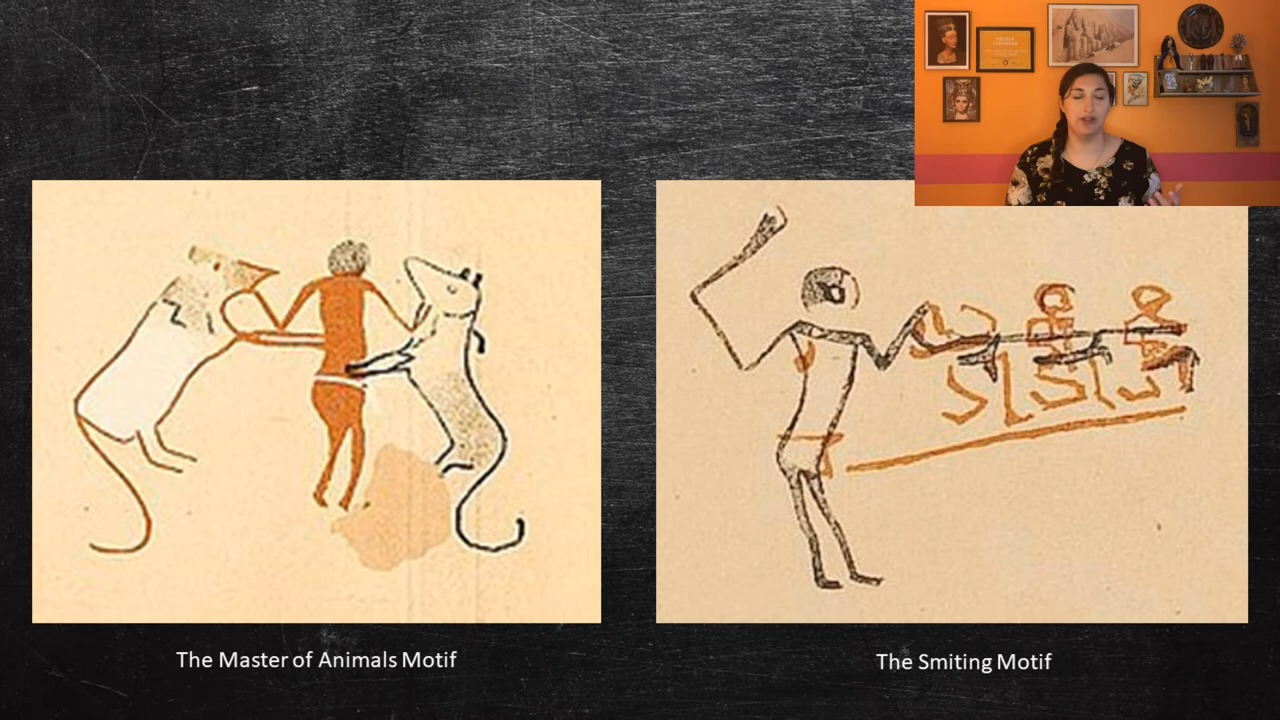 The Master of Animals Motif
The Smiting Motif